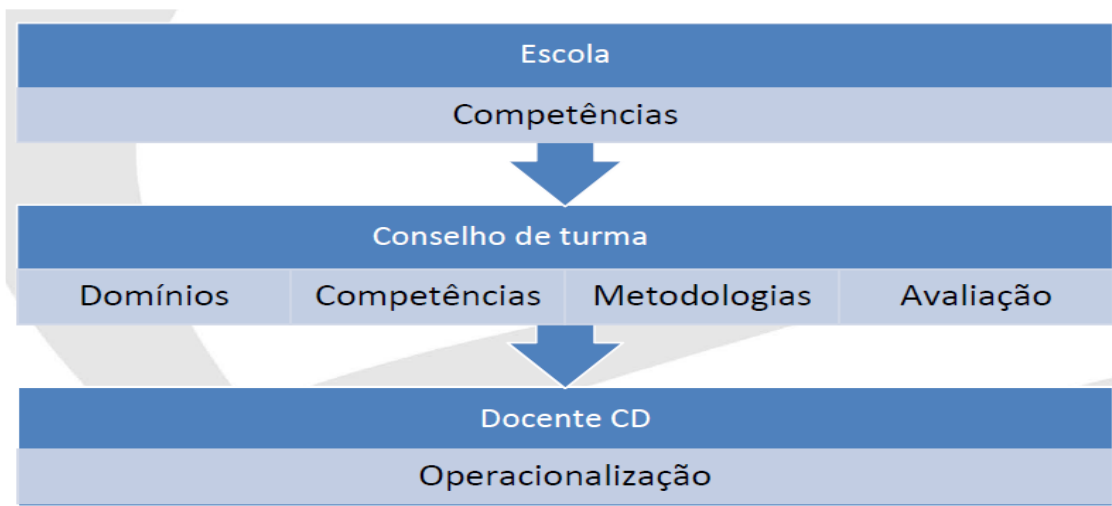 Escola
Competências
Conselho de turma
Domínios Competências Metodologias Avaliação
Docente CD
Operacionalização